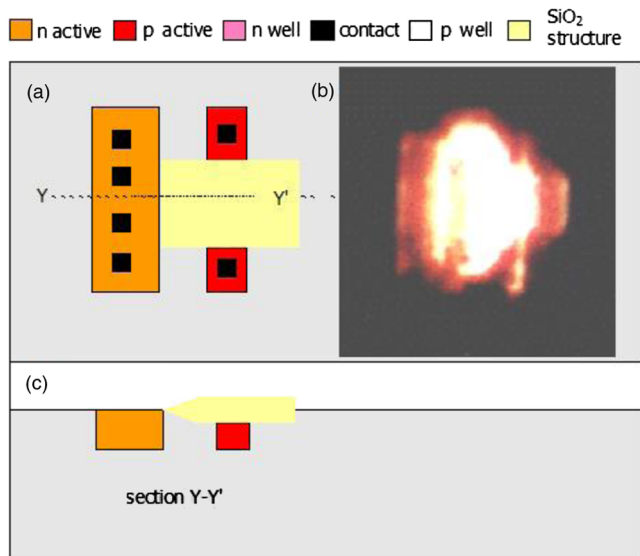 n active p active n well contact p well SiO₂ structure
(a) (b)
Y Y'
(c)
section Y-Y'